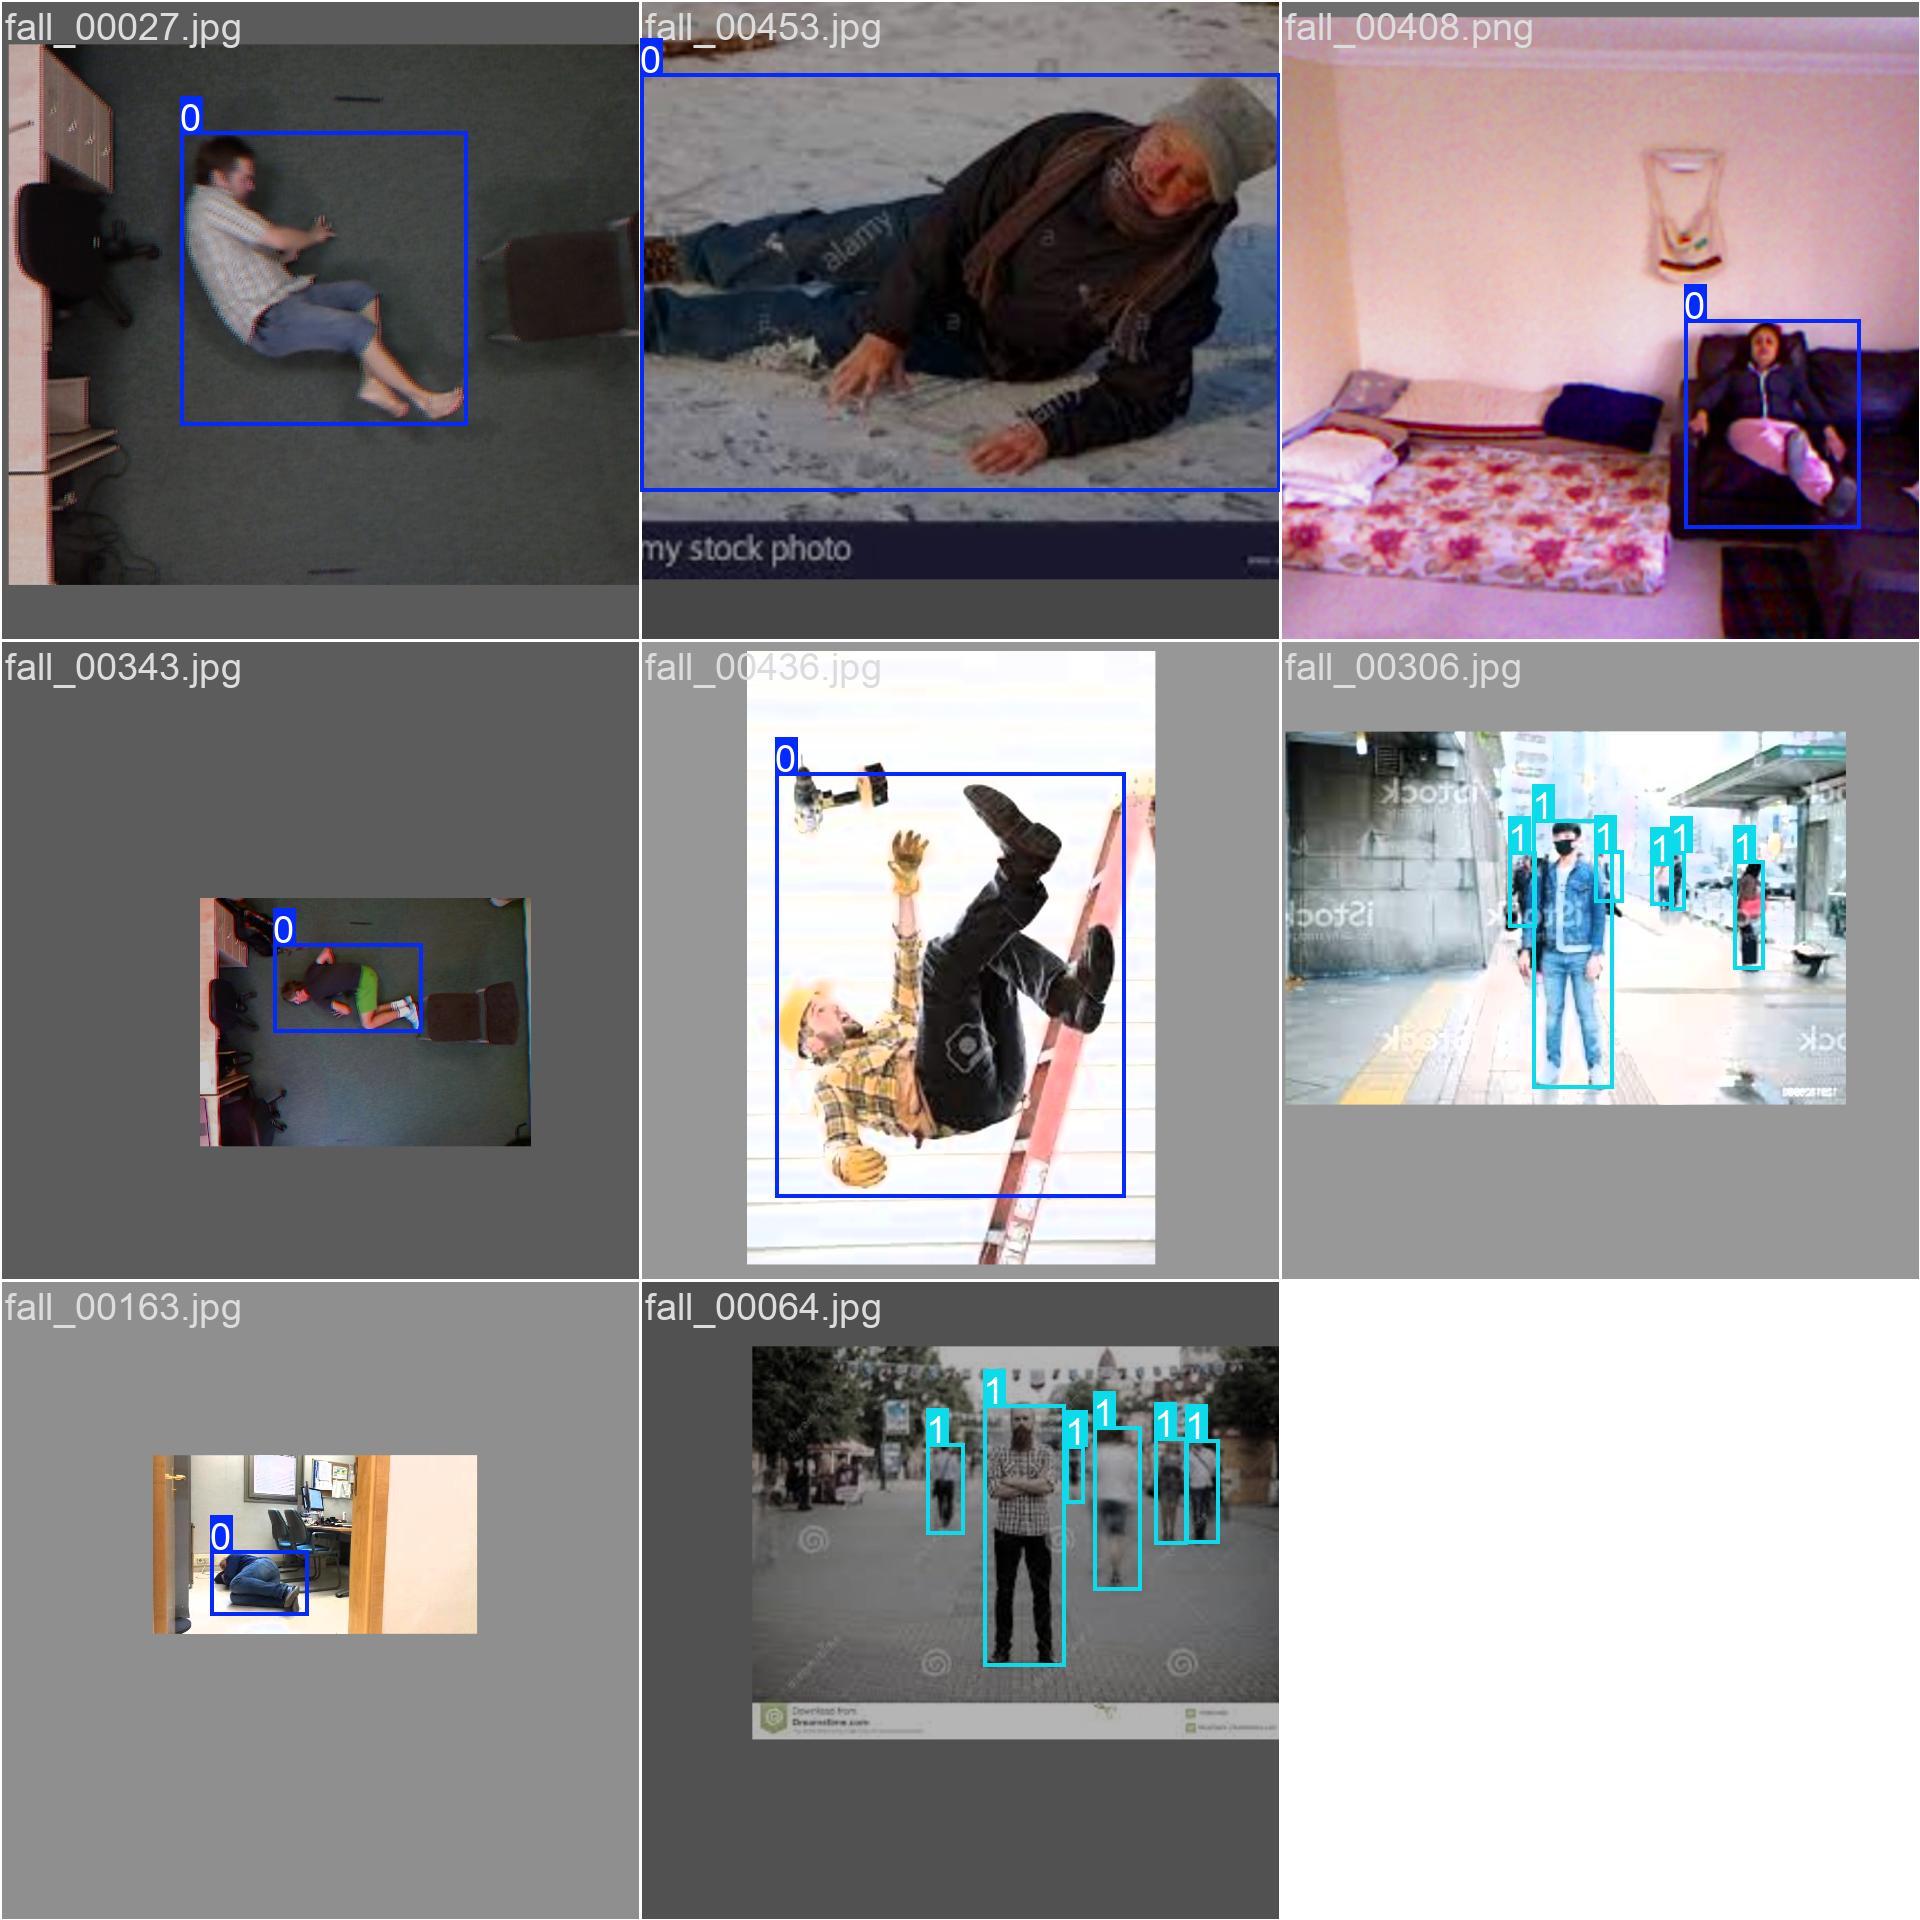 fall_00027.jpg
fall_00453.jpg
fall_00408.png
0
0
alamy
a
a
a
a
my stock photo
0
fall_00343.jpg
fall_00436.jpg
fall_00306.jpg
0
0
1
1
1
1
1
1
iStock
iStock
iStock
fall_00163.jpg
fall_00064.jpg
0
1
1
1
1
1
1
Download from
Dreamstime.com